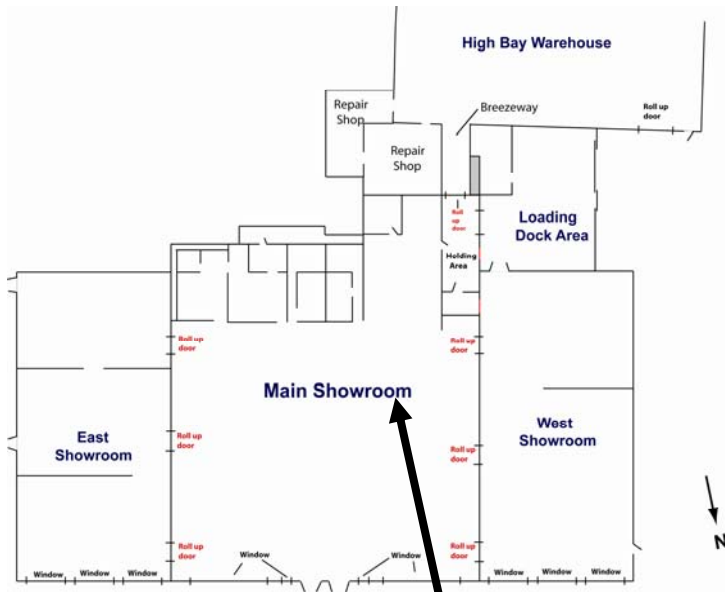 High Bay Warehouse
Repair
Shop
Breezeway
Roll up
door
Repair
Shop
Roll
up
door
Loading
Dock Area
Holding
Area
Roll up
door
Roll up
door
Main Showroom
East
Showroom
Roll up
door
Roll up
door
West
Showroom
N
Roll up
door
Roll up
door
Window
Window
Window
Window
Window
Window
Window
Window